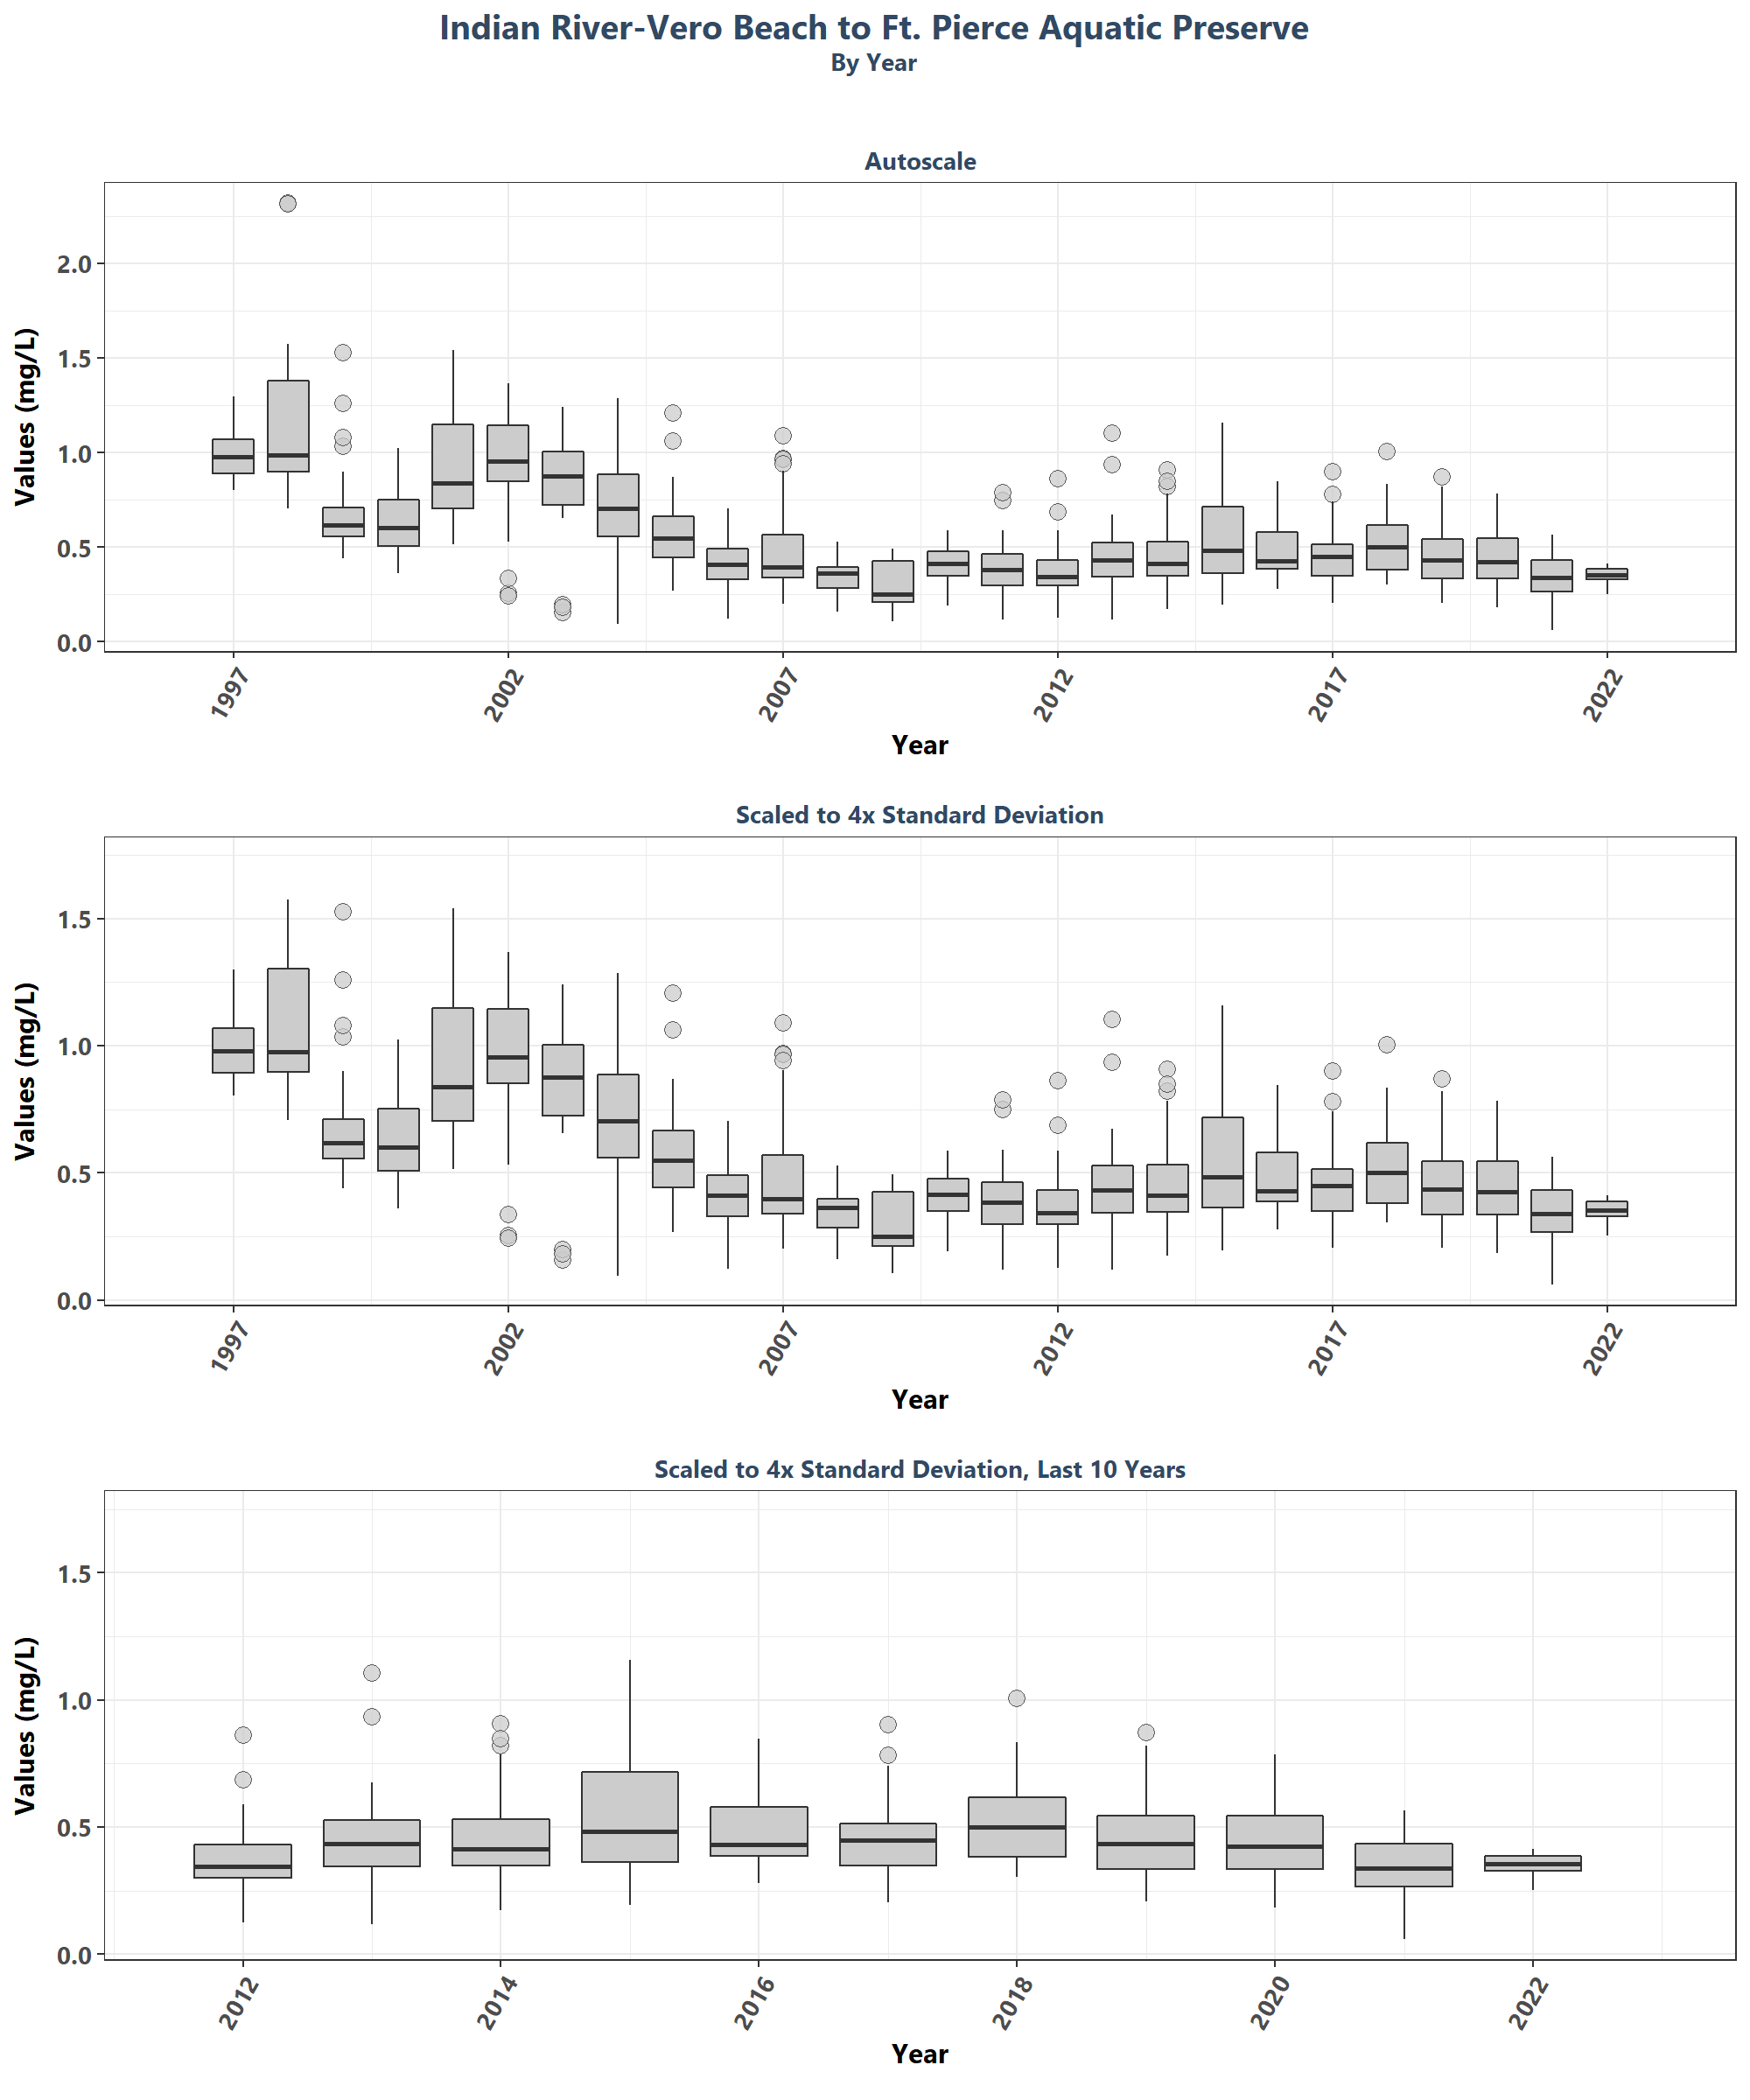 Indian River-Vero Beach to Ft. Pierce Aquatic Preserve
By Year
Autoscale
Values (mg/L)
2.0
1.5
1.0
0.5
0.0
1997
2002
2007
2012
2017
2022
Year
Scaled to 4x Standard Deviation
Values (mg/L)
1.5
1.0
0.5
0.0
1997
2002
2007
2012
2017
2022
Year
Scaled to 4x Standard Deviation, Last 10 Years
Values (mg/L)
1.5
1.0
0.5
0.0
2012
2014
2016
2018
2020
2022
Year